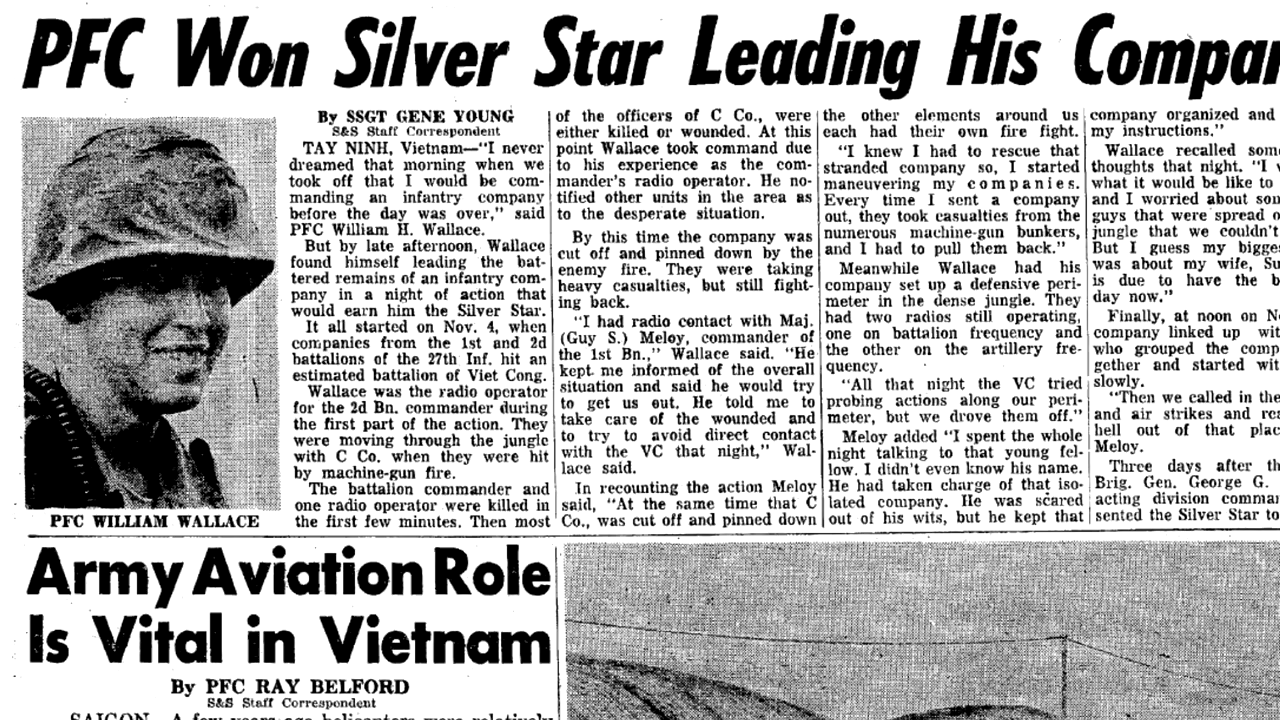 PFC Won Silver Star Leading His
By SSGT GENE YOUNG
S&S Staff Correspondent
TAY NINH, Vietnam—"I never
dreamed that morning when we
took off that I would be com-
manding an infantry company
before the day was over," said
PFC William H. Wallace.
But by late afternoon, Wallace
found himself leading the bat-
tered remains of an infantry com-
pany in a night of action that
would earn him the Silver Star.
It all started on Nov. 4, when
companies from the 1st and 2d
battalions of the 27th Inf. hit an
estimated battalion of Viet Cong.
Wallace was the radio operator
for the 2d Bn. commander during
the first part of the action. They
were moving through the jungle
with C Co. when they were hit
by machine-gun fire.
The battalion commander and
one radio operator were killed in
the first few minutes. Then most
PFC WILLIAM WALLACE
of the officers of C Co., were
either killed or wounded. At this
point Wallace took command due
to his experience as the com-
mander's radio operator. He no-
tified other units in the area as
to the desperate situation.
By this time the company was
cut off and pinned down by the
enemy fire. They were taking
heavy casualties, but still fight-
ing back.
"I had radio contact with Maj.
(Guy S.) Meloy, commander of
the 1st Bn.," Wallace said. "He
kept me informed of the overall
situation and said he would try
to get us out. He told me to
take care of the wounded and
to try to avoid direct contact
with the VC that night," Wal-
lace said.
In recounting the action Meloy
said, "At the same time that C
Co., was cut off and pinned down
the other elements around us
each had their own fire fight.
"I knew I had to rescue that
stranded company so, I started
maneuvering my companies.
Every time I sent a company
out, they took casualties from the
numerous machine-gun bunkers,
and I had to pull them back."
Meanwhile Wallace had his
company set up a defensive peri-
meter in the dense jungle. They
had two radios still operating,
one on battalion frequency and
the other on the artillery fre-
quency.
"All that night the VC tried
probing actions along our peri-
meter, but we drove them off."
Meloy added "I spent the whole
night talking to that young fel-
low. I didn't even know his name.
He had taken charge of that iso-
lated company. He was scared
out of his wits, but he kept that
company organized and
my instructions."
Wallace recalled
thoughts that night. "I
what it would be like to
and I worried about
guys that were spread
jungle that we couldn't
But I guess my
was about my wife,
is due to have the
day now."
Finally, at noon on
company linked up
who grouped the
gether and started
slowly.
"Then we called in the
and air strikes and
hell out of that
Meloy.
Three days after
Brig. Gen. George G.
acting division
sented the Silver Star to
Army Aviation Role
Is Vital in Vietnam
By PFC RAY BELFORD
S&S Staff Correspondent
SAIGON—A few years ago helicopters were relatively